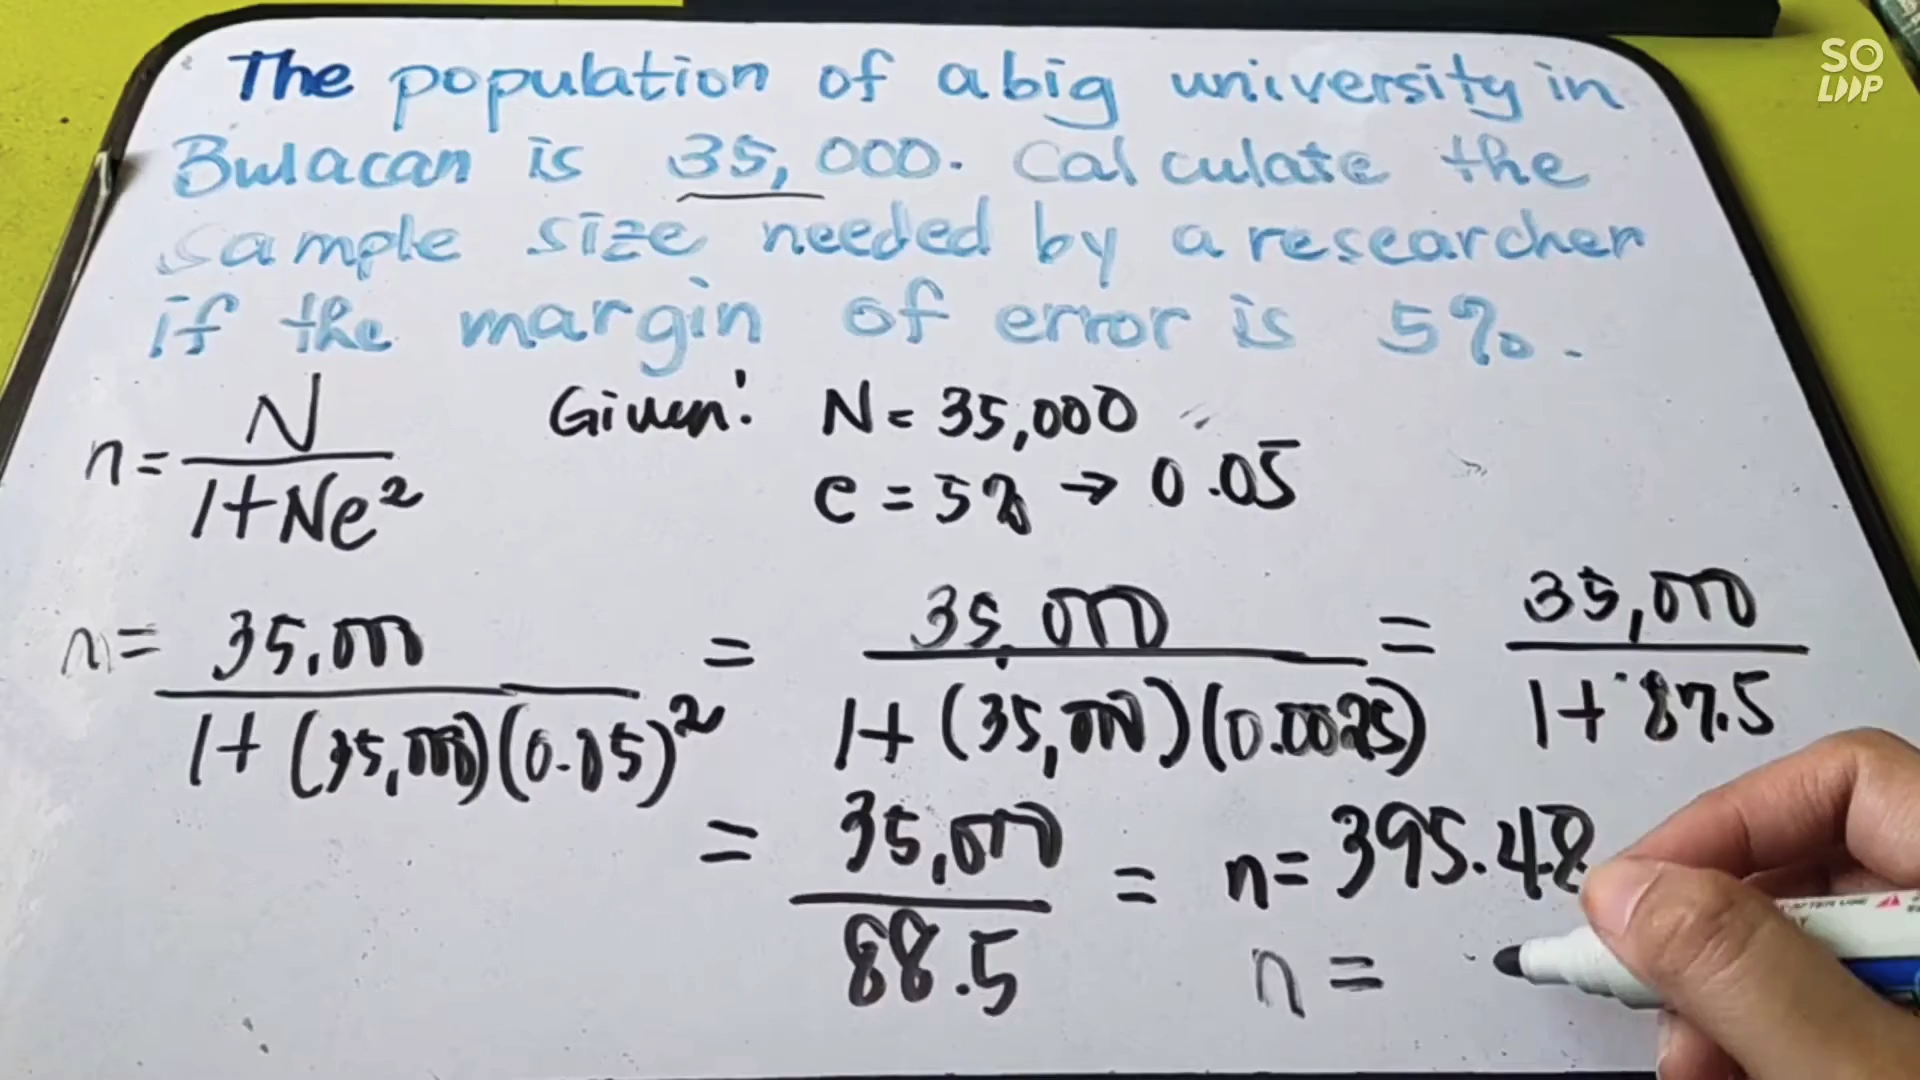 The population of a big university in
Bulacan is 35,000. Calculate the
sample size needed by a researcher
if the margin of error is 5%.
n = N / 1+Ne²
Given: N = 35,000
e = 5% → 0.05
n = 35,000 / 1+(35,000)(0.05)² = 35,000 / 1+(35,000)(0.0025) = 35,000 / 1+87.5
= 35,000 / 88.5 = n = 395.48
n =
SOLOOP